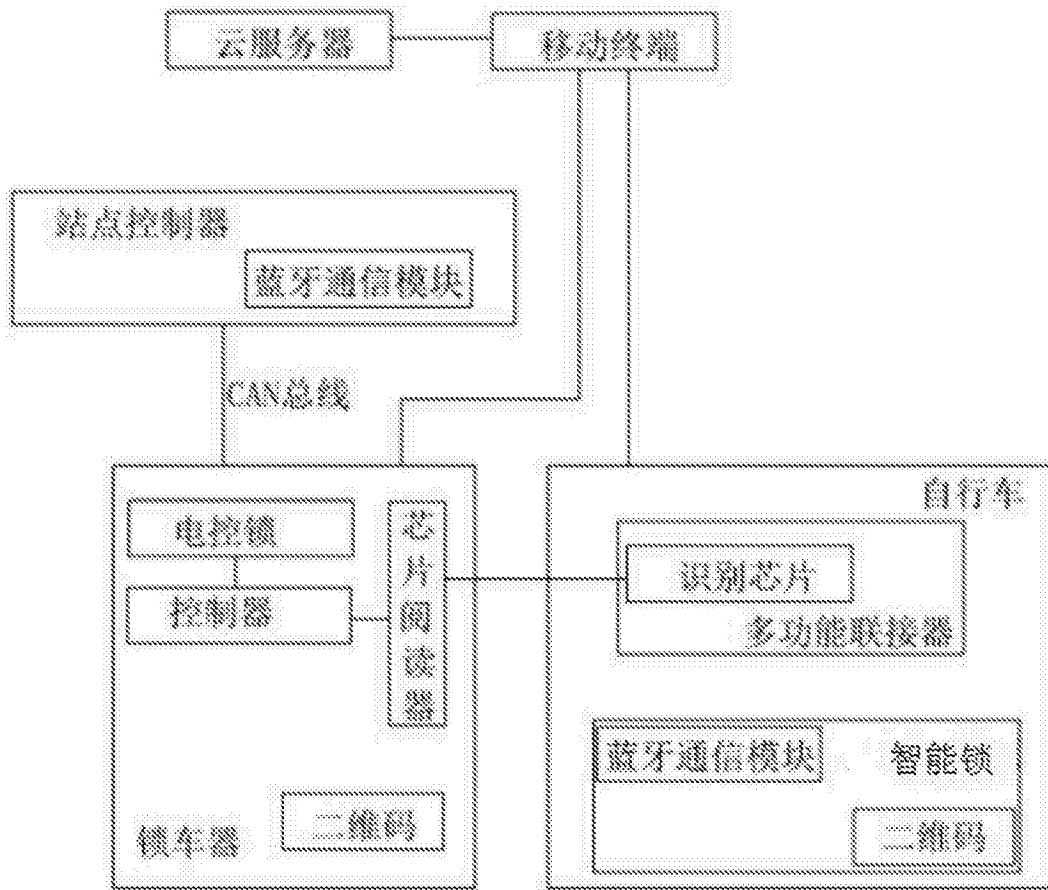 云服务器
移动终端
站点控制器
蓝牙通信模块
CAN总线
电控锁
控制器
芯片阅读器
锁车器
二维码
自行车
识别芯片
多功能联接器
蓝牙通信模块
智能锁
二维码